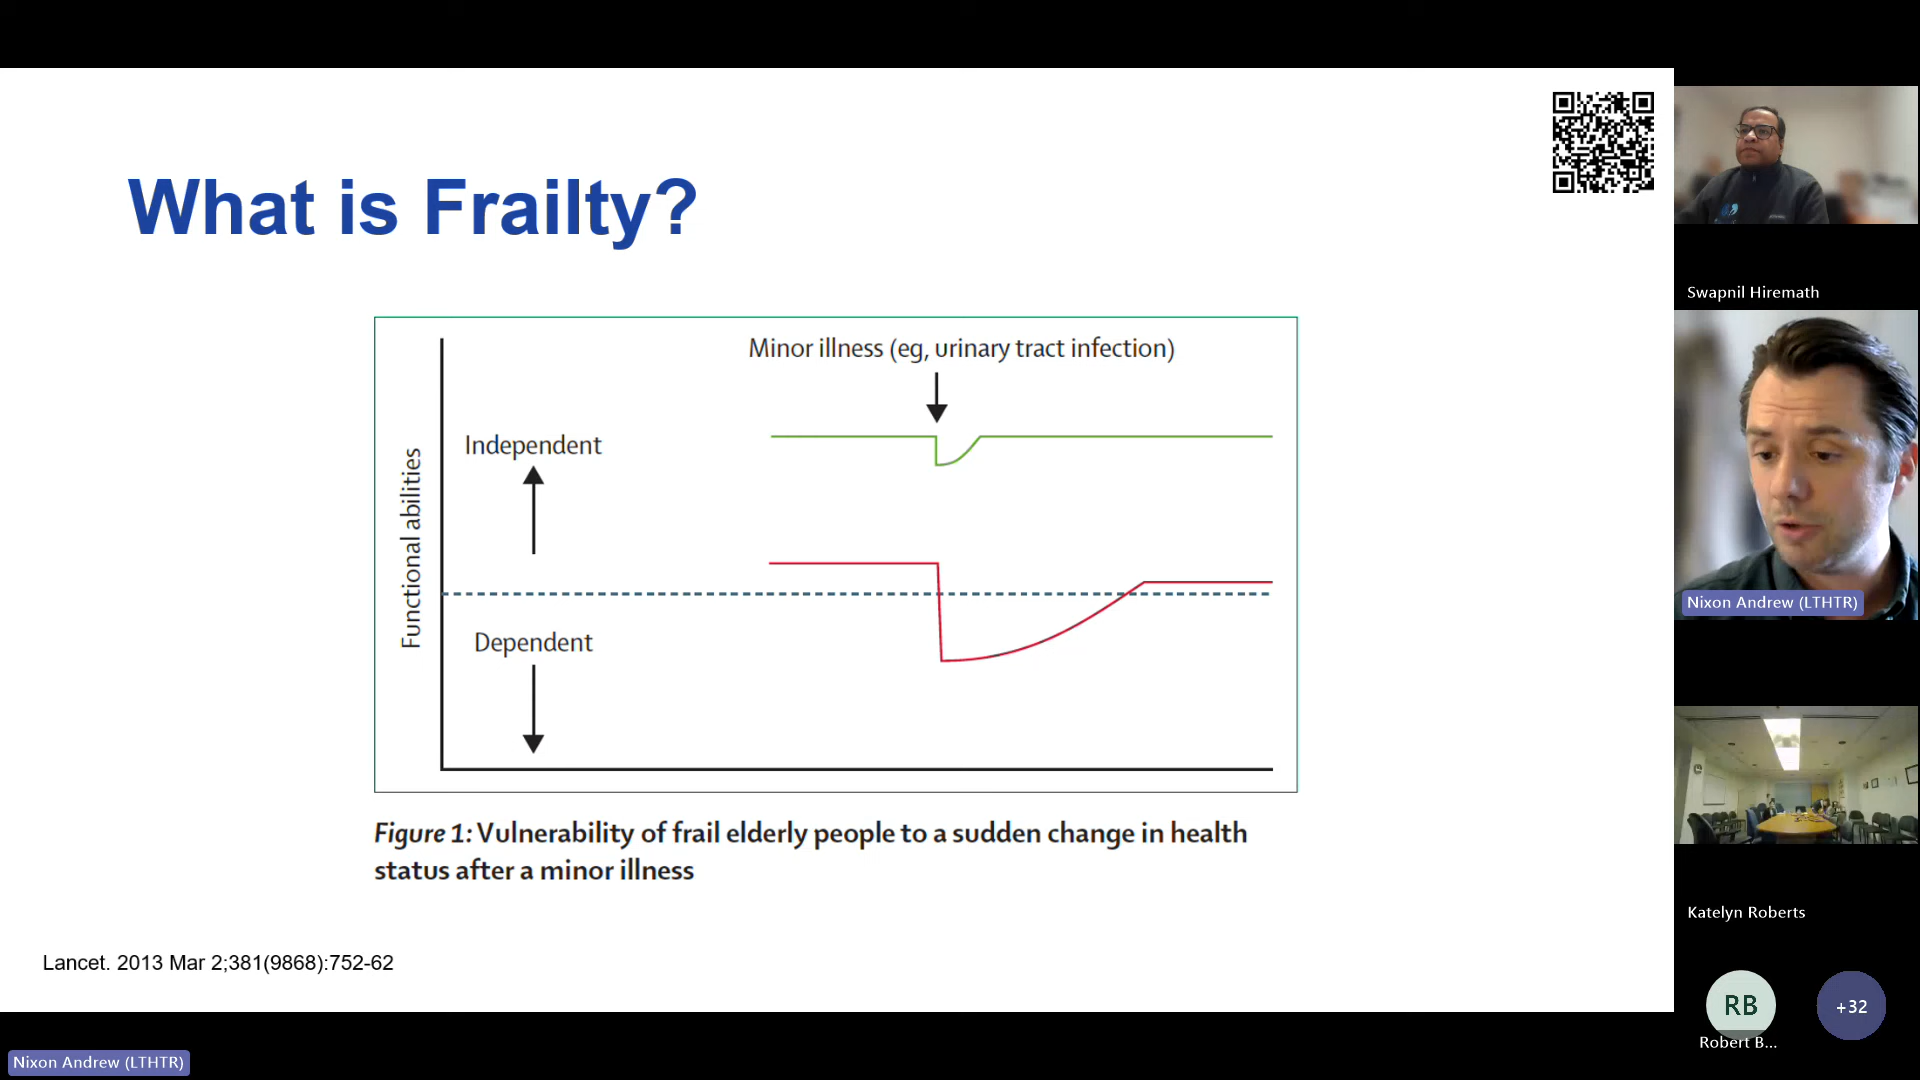 What is Frailty?
Minor illness (eg, urinary tract infection)
Independent
Functional abilities
Dependent
Figure 1: Vulnerability of frail elderly people to a sudden change in health
status after a minor illness
Lancet. 2013 Mar 2;381(9868):752-62
Nixon Andrew (LTHTR)
Swapnil Hiremath
Nixon Andrew (LTHTR)
Katelyn Roberts
RB
+32
Robert B...